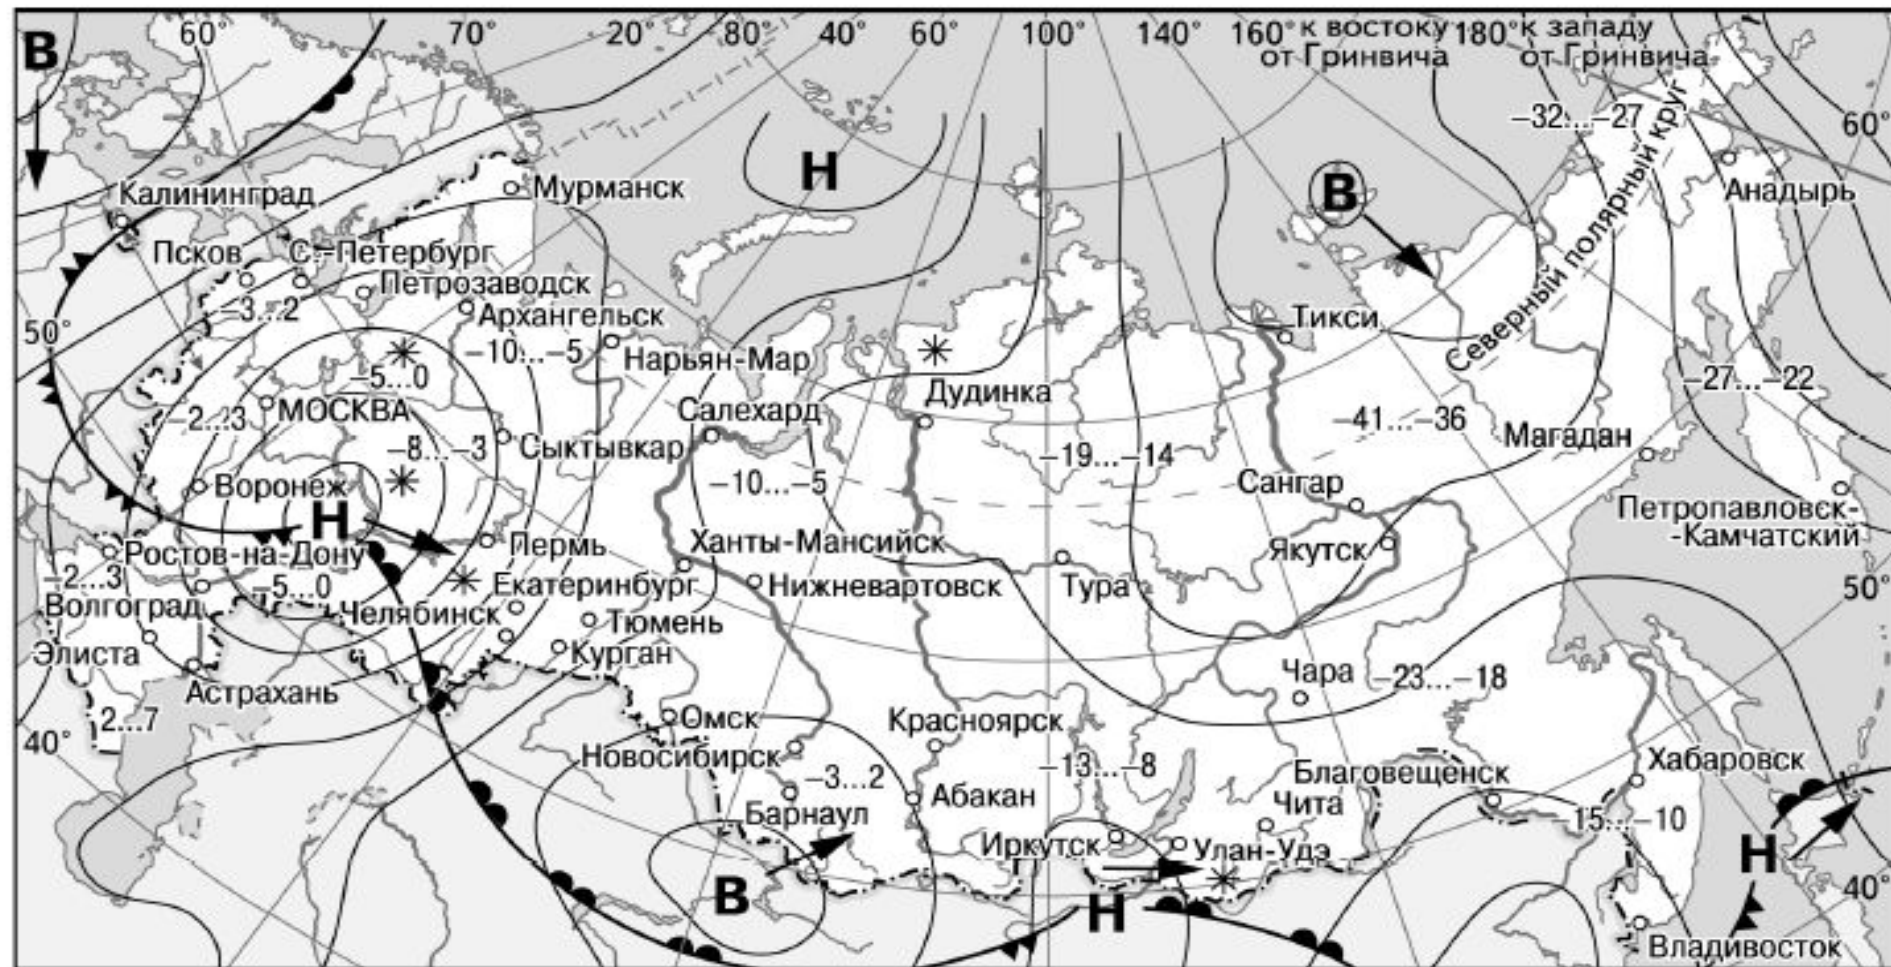 60°
70°
20°
80°
40°
60°
100°
140°
160°
к востоку
от Гринвича
180°
к западу
от Гринвича
В
60°
–32...–27
Н
В
Северный полярный круг
Анадырь
Калининград
Мурманск
Псков
С.–Петербург
Петрозаводск
–3...2
Архангельск
–10...–5
Нарьян-Мар
50°
–5...0
Тикси
–27...–22
Дудинка
–2...3
МОСКВА
Салехард
–41...–36
Магадан
–8...–3
Сыктывкар
–19...–14
–10...–5
Сангар
Воронеж
Н
Петропавловск-
-Камчатский
Ростов-на-Дону
Пермь
Ханты-Мансийск
Якутск
–2...3
–5...0
Екатеринбург
Нижневартовск
Тура
50°
Волгоград
Челябинск
Тюмень
Элиста
Курган
Астрахань
Чара
–23...–18
2...7
Омск
Красноярск
40°
Новосибирск
–3...2
–13...–8
Благовещенск
Хабаровск
Абакан
Чита
Барнаул
–15...–10
Иркутск
Улан-Удэ
Н
40°
В
Н
Владивосток